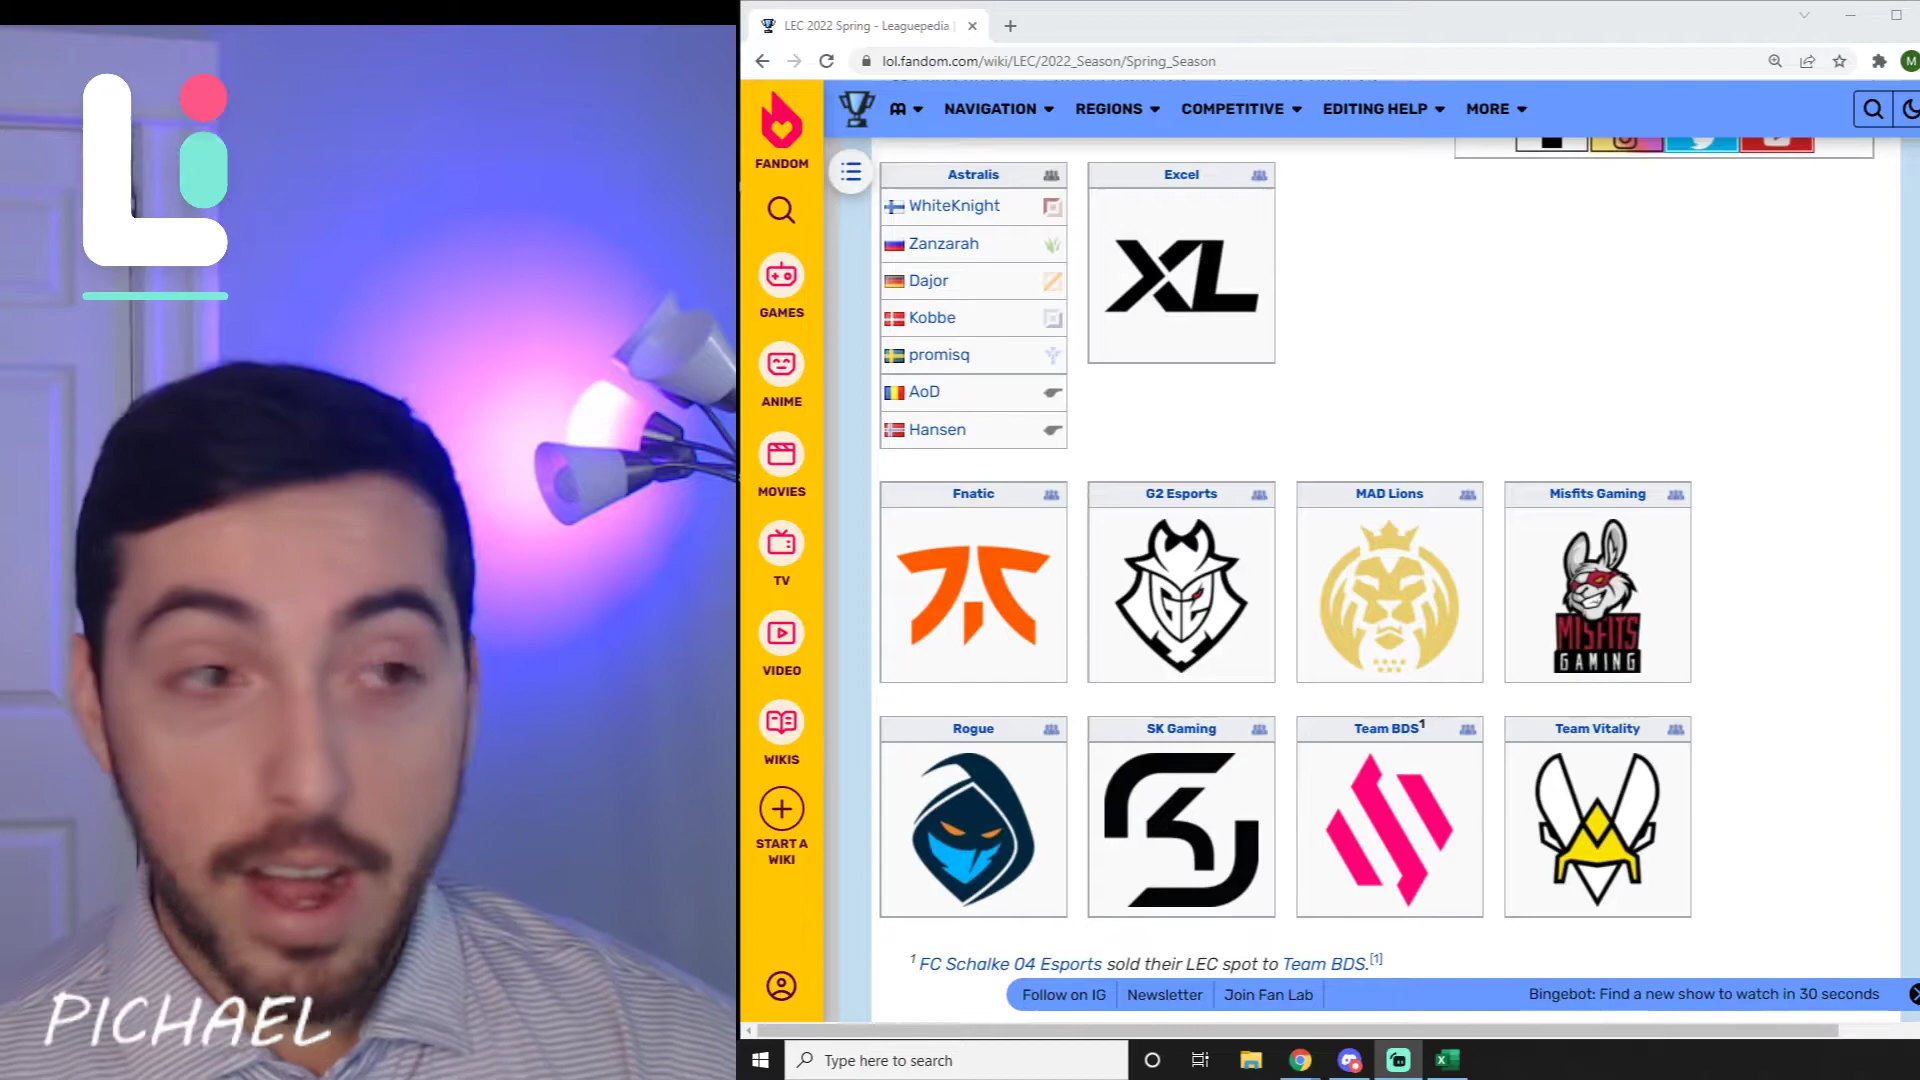 LEC 2022 Spring - Leaguepedia |
lol.fandom.com/wiki/LEC/2022_Season/Spring_Season
M
FANDOM
NAVIGATION
REGIONS
COMPETITIVE
EDITING HELP
MORE
GAMES
ANIME
MOVIES
TV
VIDEO
WIKIS
START A
WIKI
Astralis
WhiteKnight
Zanzarah
Dajor
Kobbe
promisq
AoD
Hansen
Excel
XL
Fnatic
G2 Esports
G2
MAD Lions
Misfits Gaming
MISFITS
GAMING
Rogue
SK Gaming
SK
Team BDS¹
Team Vitality
¹ FC Schalke 04 Esports sold their LEC spot to Team BDS.[1]
Follow on IG
Newsletter
Join Fan Lab
Bingebot: Find a new show to watch in 30 seconds
Type here to search
PICHAEL